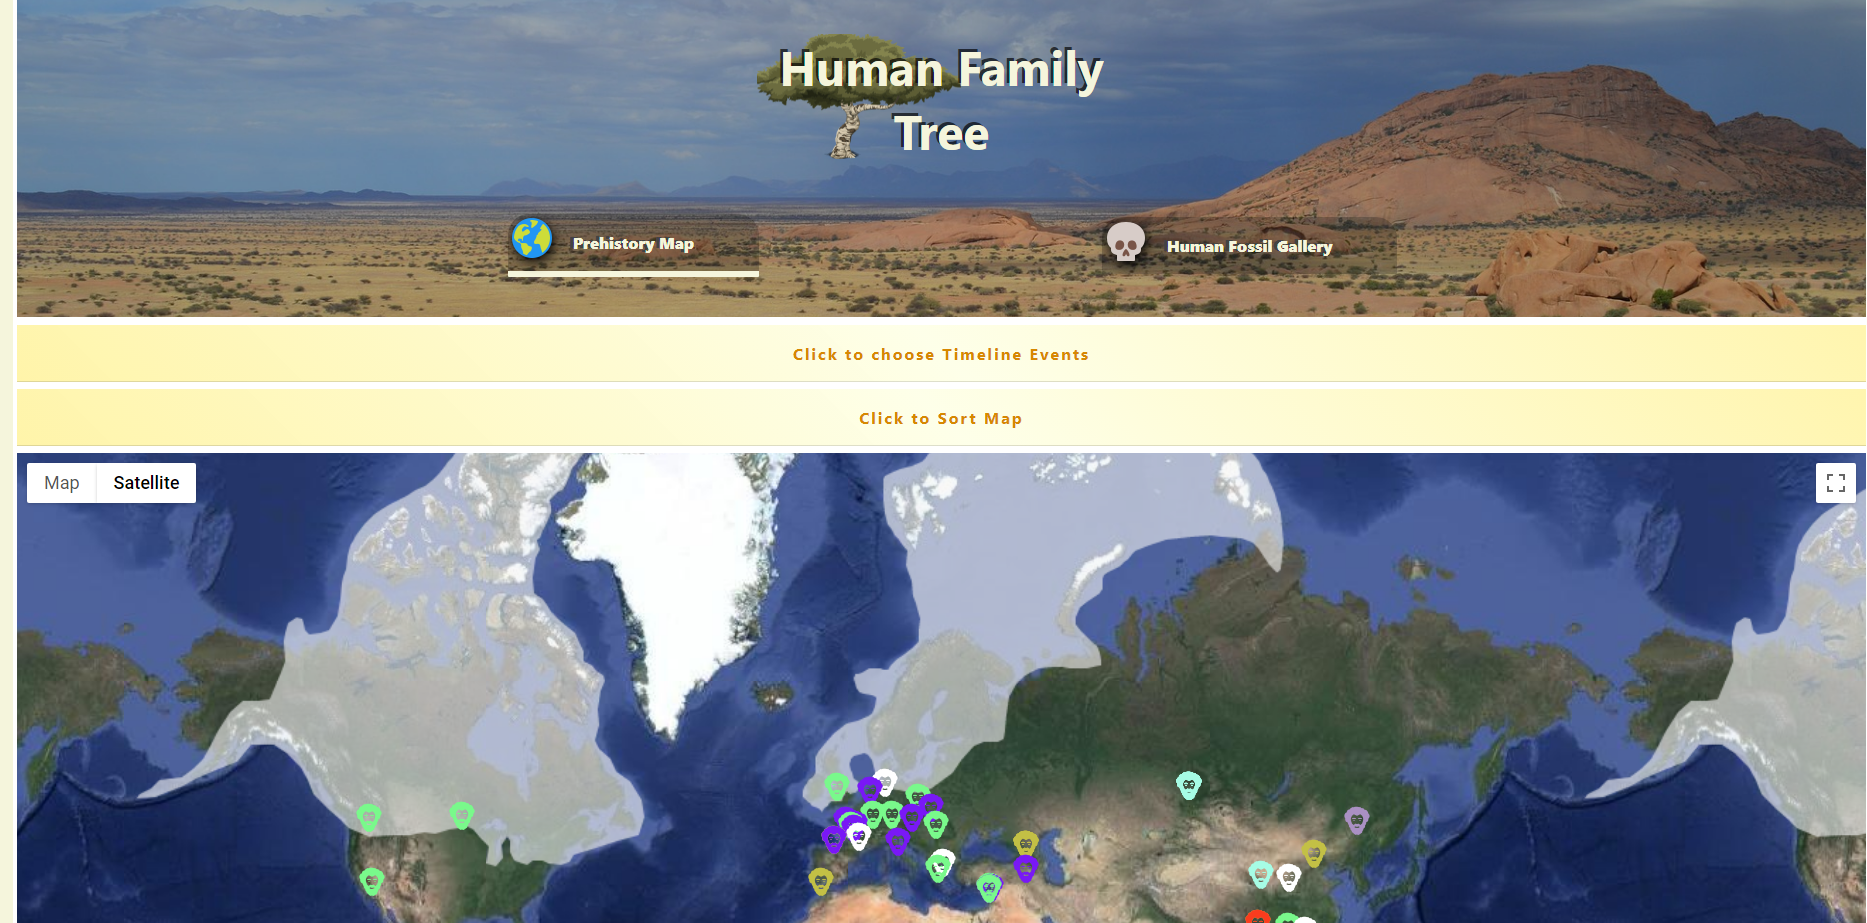 Human Family
Tree
Prehistory Map
Human Fossil Gallery
Click to choose Timeline Events
Click to Sort Map
Map
Satellite